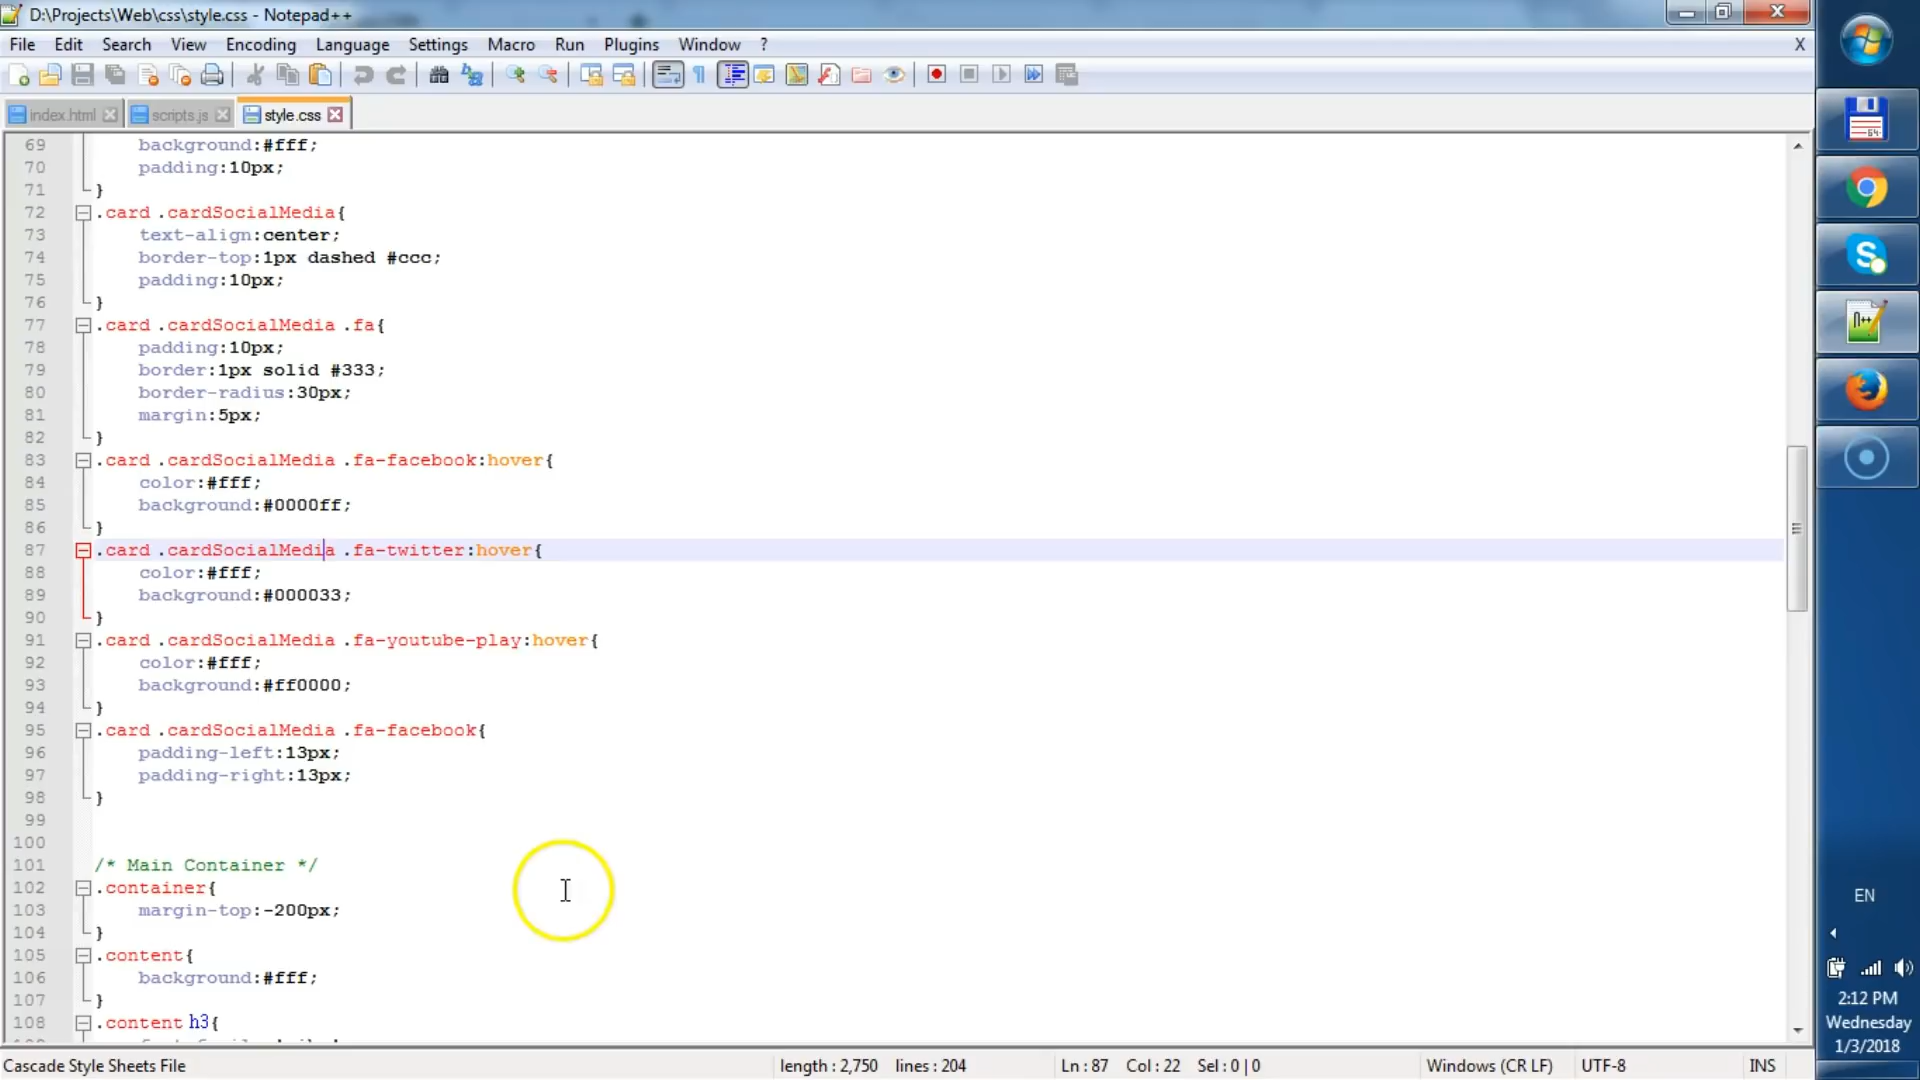 D:\Projects\Web\css\style.css - Notepad++
File Edit Search View Encoding Language Settings Macro Run Plugins Window ? X
index.html scripts.js style.css
69 background:#fff;
70 padding:10px;
71 }
72 .card .cardSocialMedia{
73 text-align:center;
74 border-top:1px dashed #ccc;
75 padding:10px;
76 }
77 .card .cardSocialMedia .fa{
78 padding:10px;
79 border:1px solid #333;
80 border-radius:30px;
81 margin:5px;
82 }
83 .card .cardSocialMedia .fa-facebook:hover{
84 color:#fff;
85 background:#0000ff;
86 }
87 .card .cardSocialMedia .fa-twitter:hover{
88 color:#fff;
89 background:#000033;
90 }
91 .card .cardSocialMedia .fa-youtube-play:hover{
92 color:#fff;
93 background:#ff0000;
94 }
95 .card .cardSocialMedia .fa-facebook{
96 padding-left:13px;
97 padding-right:13px;
98 }
99
100
101 /* Main Container */
102 .container{
103 margin-top:-200px;
104 }
105 .content{
106 background:#fff;
107 }
108 .content h3{
Cascade Style Sheets File length : 2,750 lines : 204 Ln : 87 Col : 22 Sel : 0 | 0 Windows (CR LF) UTF-8 INS
64
S
N++
EN
2:12 PM
Wednesday
1/3/2018